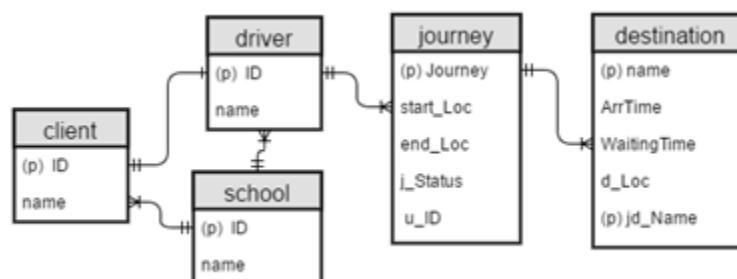 driver
(p) ID
name
journey
(p) Journey
start_Loc
end_Loc
j_Status
u_ID
destination
(p) name
ArrTime
WaitingTime
d_Loc
(p) jd_Name
client
(p) ID
name
school
(p) ID
name